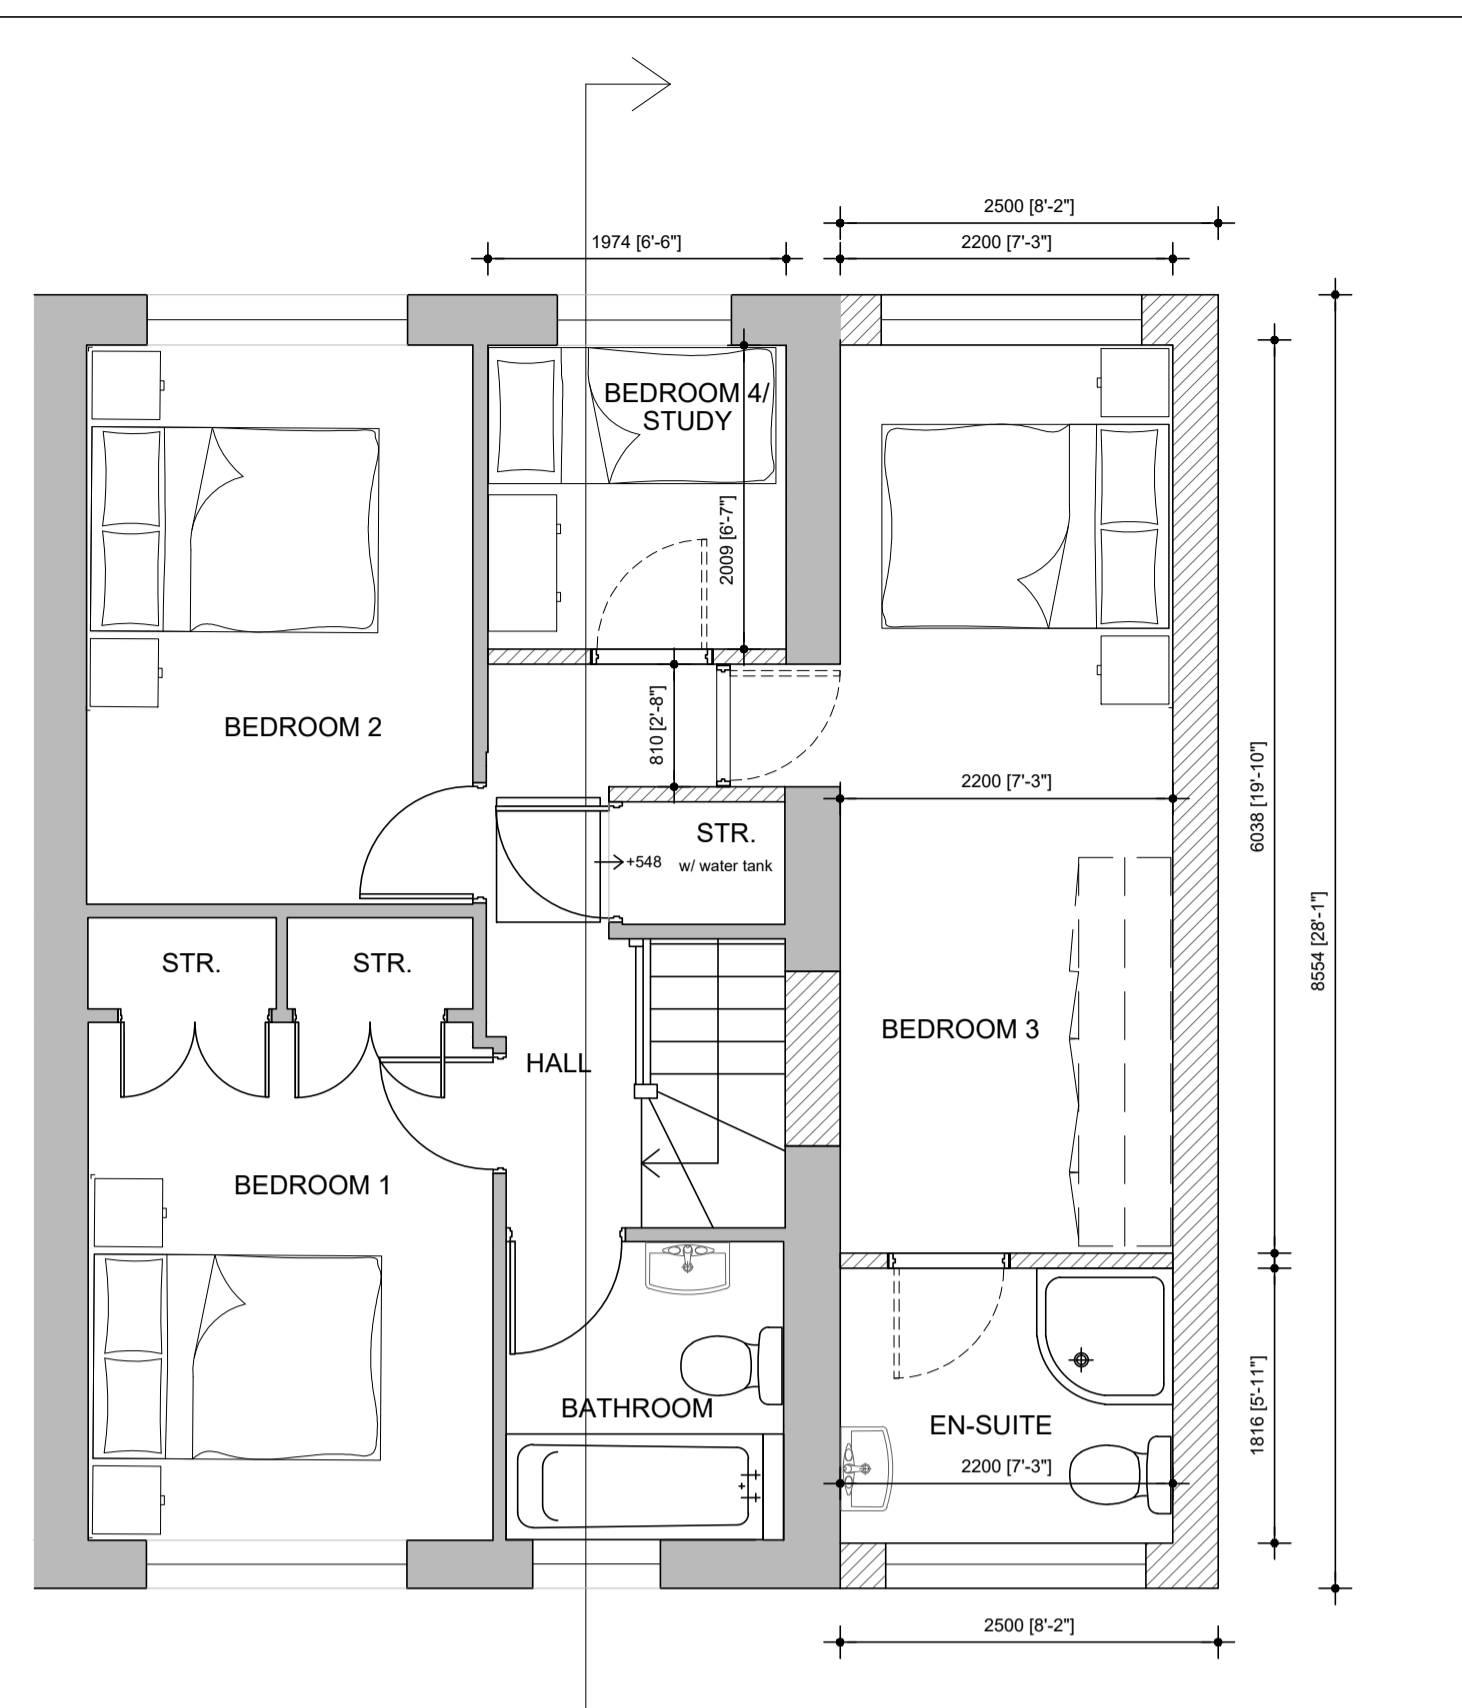 2500 [8'-2"]
1974 [6'-6"]
2200 [7'-3"]
BEDROOM 4/
STUDY
2009 [6'-7"]
BEDROOM 2
810 [2'-8"]
2200 [7'-3"]
6038 [19'-10"]
STR.
+548
w/ water tank
8554 [28'-1"]
STR.
STR.
BEDROOM 3
HALL
BEDROOM 1
BATHROOM
EN-SUITE
1816 [5'-11"]
2200 [7'-3"]
2500 [8'-2"]